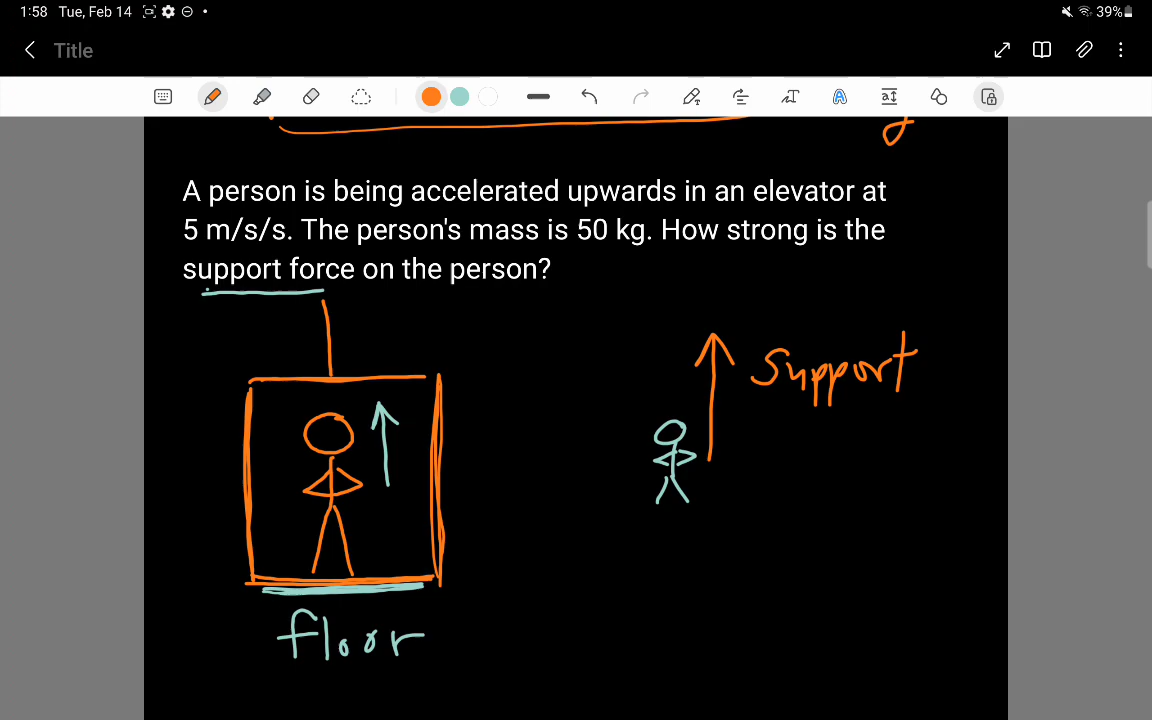 1:58 Tue, Feb 14
39%
Title
A person is being accelerated upwards in an elevator at
5 m/s/s. The person's mass is 50 kg. How strong is the
support force on the person?
Support
floor